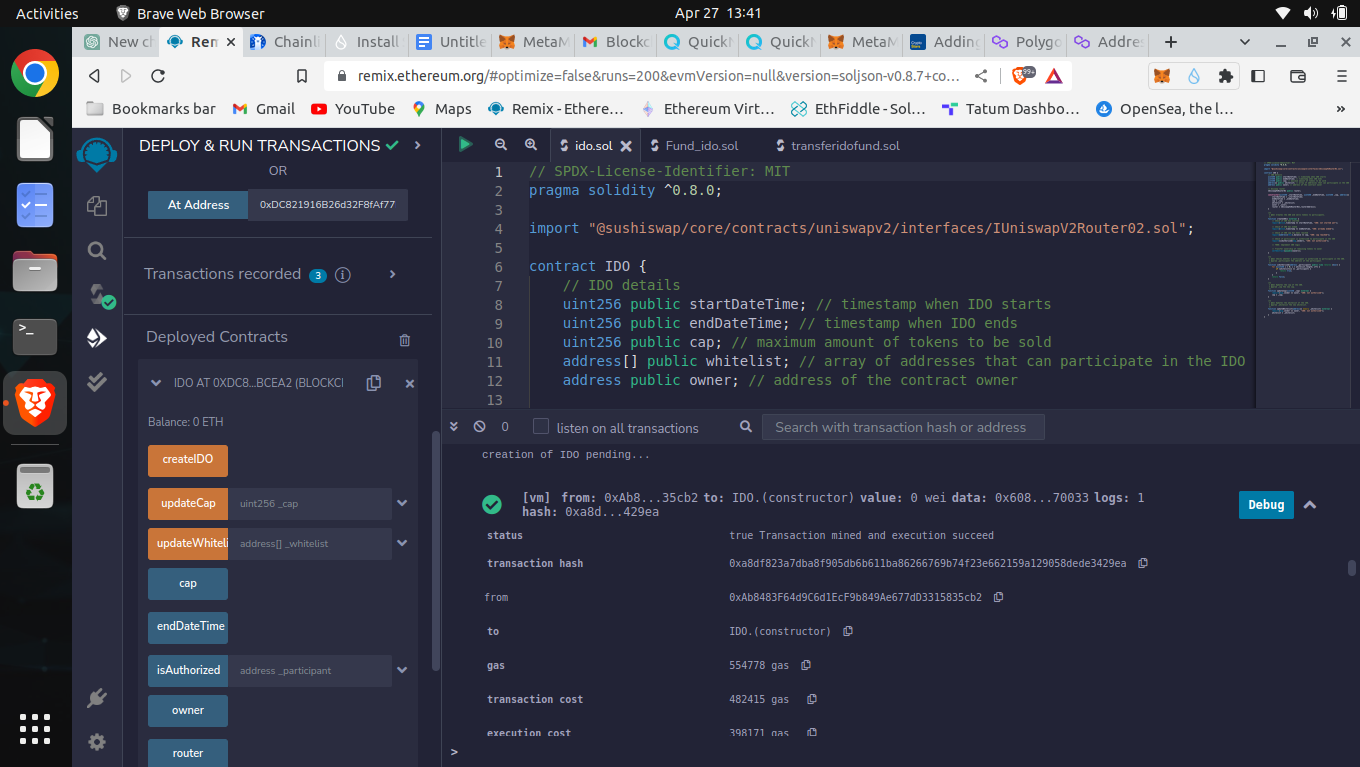 Activities
Brave Web Browser
Apr 27 13:41
New ch
Rem
Chainli
Install
Untitle
MetaM
Blockc
QuickN
QuickN
MetaM
Adding
Polygo
Addres
remix.ethereum.org/#optimize=false&runs=200&evmVersion=null&version=soljson-v0.8.7+co...
99+
Bookmarks bar
Gmail
YouTube
Maps
Remix - Ethere...
Ethereum Virt...
EthFiddle - Sol...
Tatum Dashbo...
OpenSea, the l...
»
DEPLOY & RUN TRANSACTIONS
OR
At Address
0xDC821916B26d32F8fAf77
Transactions recorded 3 i
Deployed Contracts
IDO AT 0XDC8...BCEA2 (BLOCKCH
Balance: 0 ETH
createIDO
updateCap
uint256 _cap
updateWhiteli
address[] _whitelist
cap
endDateTime
isAuthorized
address _participant
owner
router
ido.sol
Fund_ido.sol
transferidofund.sol
1 // SPDX-License-Identifier: MIT
2 pragma solidity ^0.8.0;
3
4 import "@sushiswap/core/contracts/uniswapv2/interfaces/IUniswapV2Router02.sol";
5
6 contract IDO {
7 // IDO details
8 uint256 public startDateTime; // timestamp when IDO starts
9 uint256 public endDateTime; // timestamp when IDO ends
10 uint256 public cap; // maximum amount of tokens to be sold
11 address[] public whitelist; // array of addresses that can participate in the IDO
12 address public owner; // address of the contract owner
13
0
listen on all transactions
Search with transaction hash or address
creation of IDO pending...
[vm] from: 0xAb8...35cb2 to: IDO.(constructor) value: 0 wei data: 0x608...70033 logs: 1
hash: 0xa8d...429ea
Debug
status true Transaction mined and execution succeed
transaction hash 0xa8df823a7dba8f905db6b611ba86266769b74f23e662159a129058dede3429ea
from 0xAb8483F64d9C6d1EcF9b849Ae677dD3315835cb2
to IDO.(constructor)
gas 554778 gas
transaction cost 482415 gas
execution cost 398171 gas
>